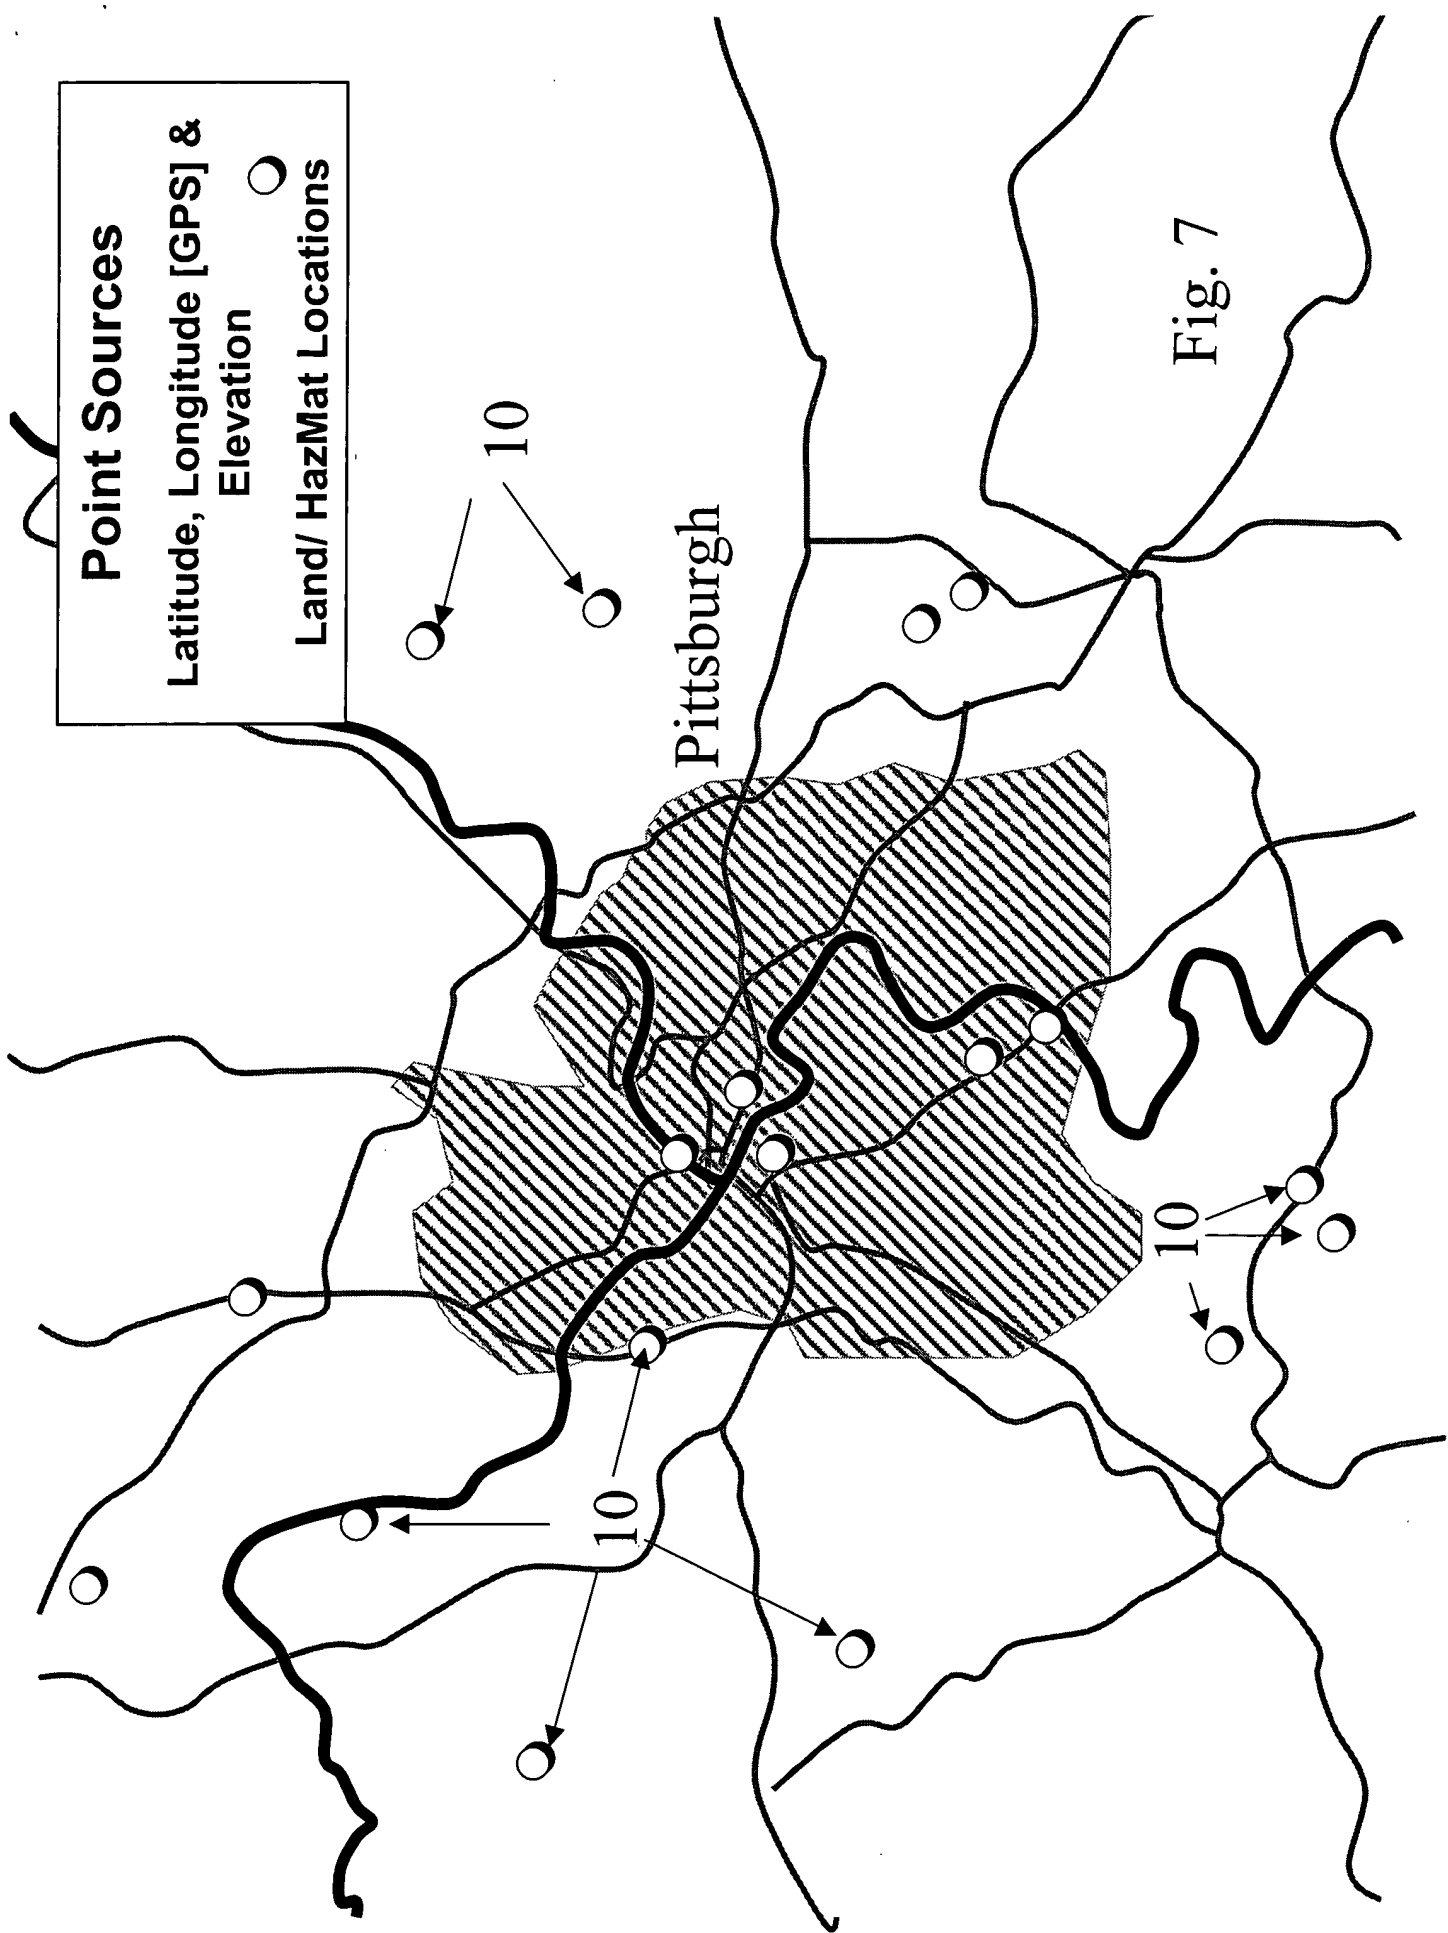 Point Sources
Latitude, Longitude [GPS] &
Elevation
Land/ HazMat Locations
10
Pittsburgh
10
10
Fig. 7